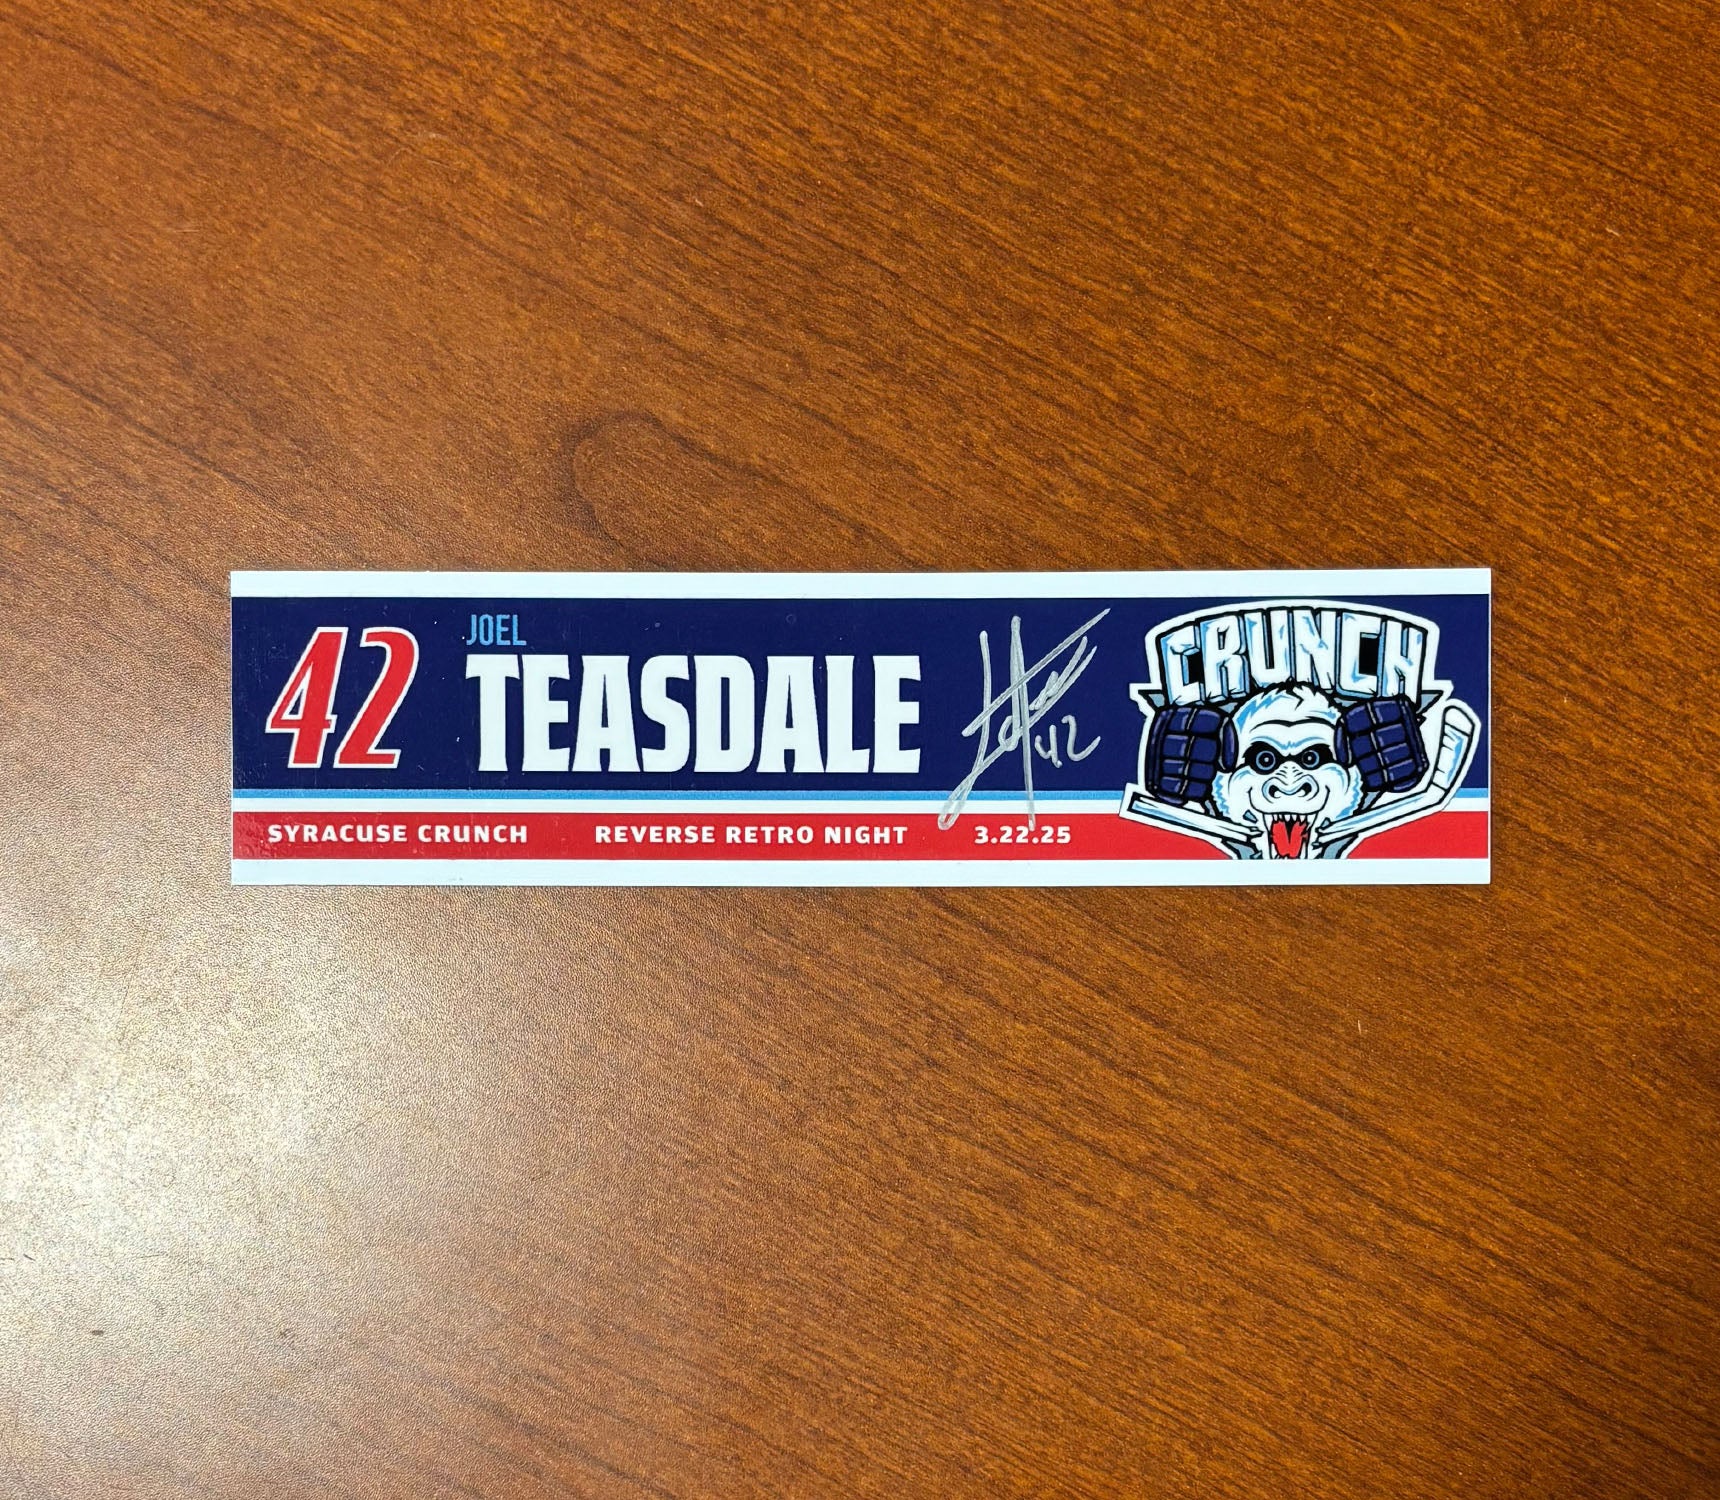 42
JOEL
TEASDALE
42
CRUNCH
SYRACUSE CRUNCH REVERSE RETRO NIGHT 3.22.25